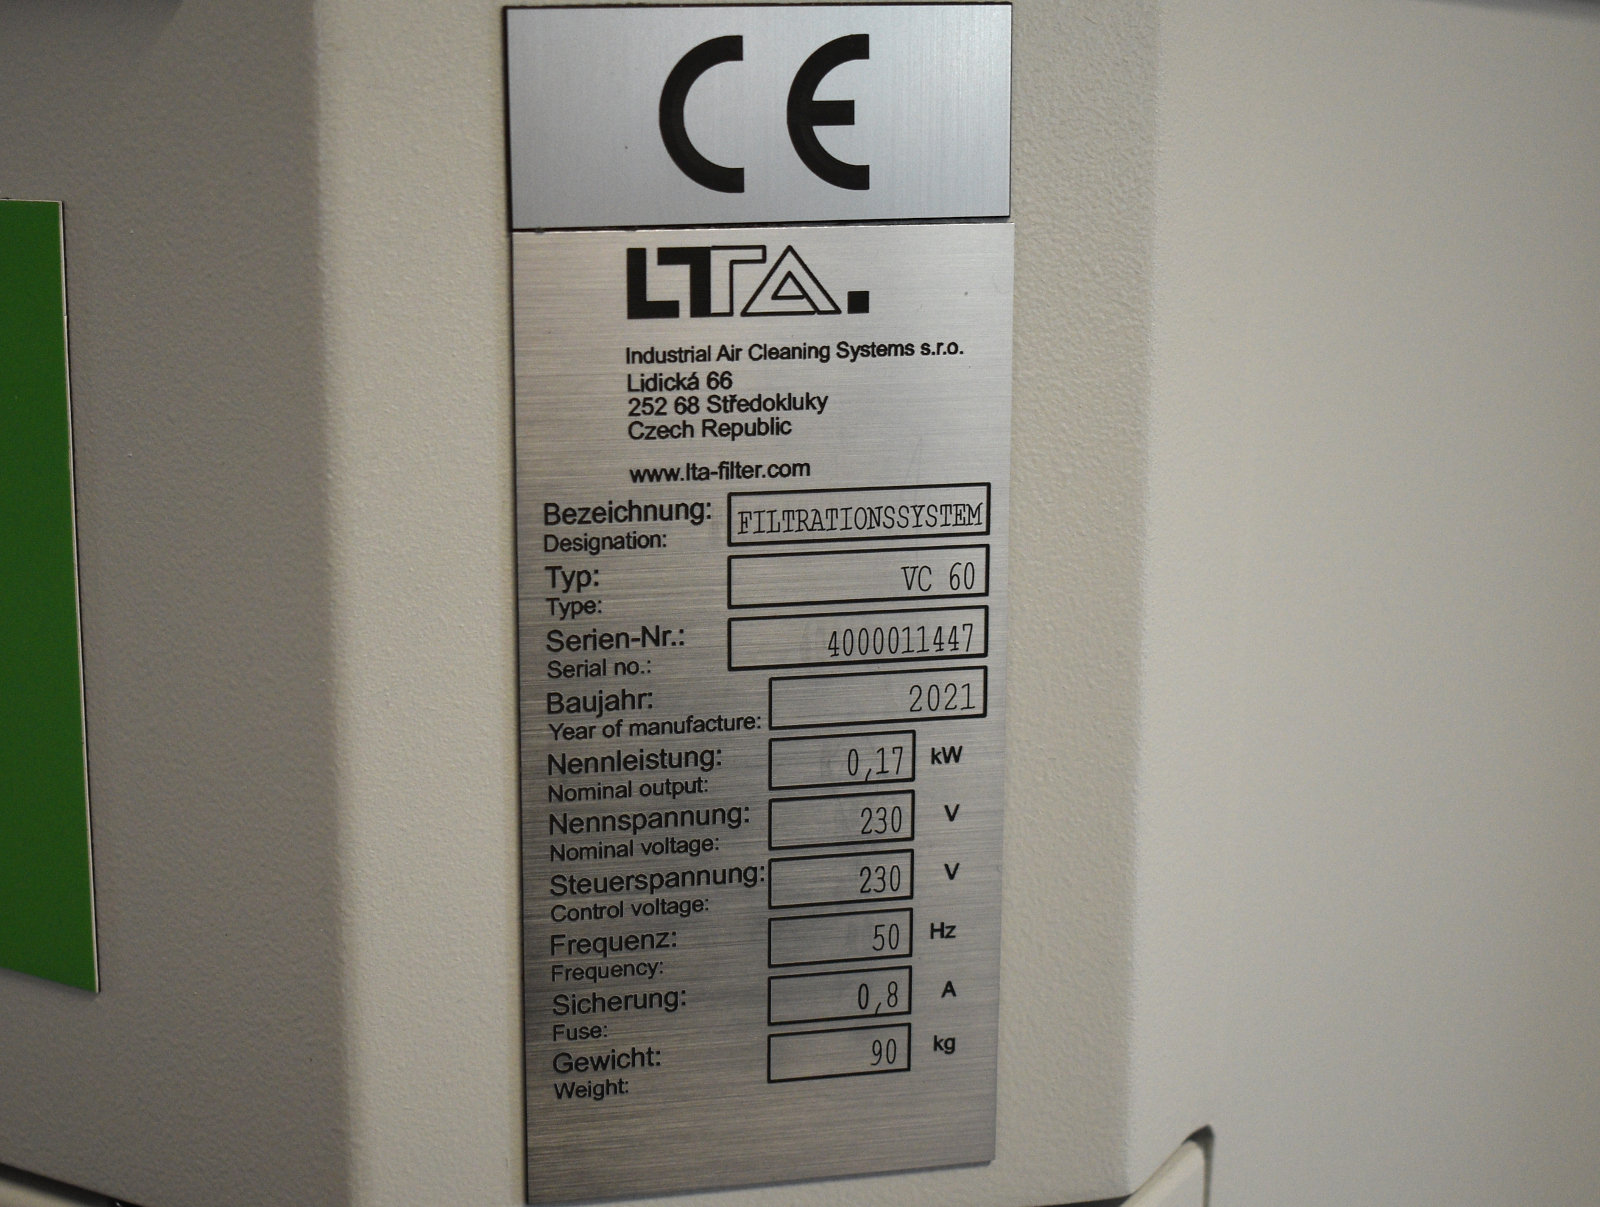 CE
LTA.
Industrial Air Cleaning Systems s.r.o.
Lidická 66
252 68 Středokluky
Czech Republic
www.lta-filter.com
Bezeichnung: FILTRATIONSSYSTEM
Designation:
Typ: VC 60
Type:
Serien-Nr.: 4000011447
Serial no.:
Baujahr: 2021
Year of manufacture:
Nennleistung: 0,17 kW
Nominal output:
Nennspannung: 230 V
Nominal voltage:
Steuerspannung: 230 V
Control voltage:
Frequenz: 50 Hz
Frequency:
Sicherung: 0,8 A
Fuse:
Gewicht: 90 kg
Weight: